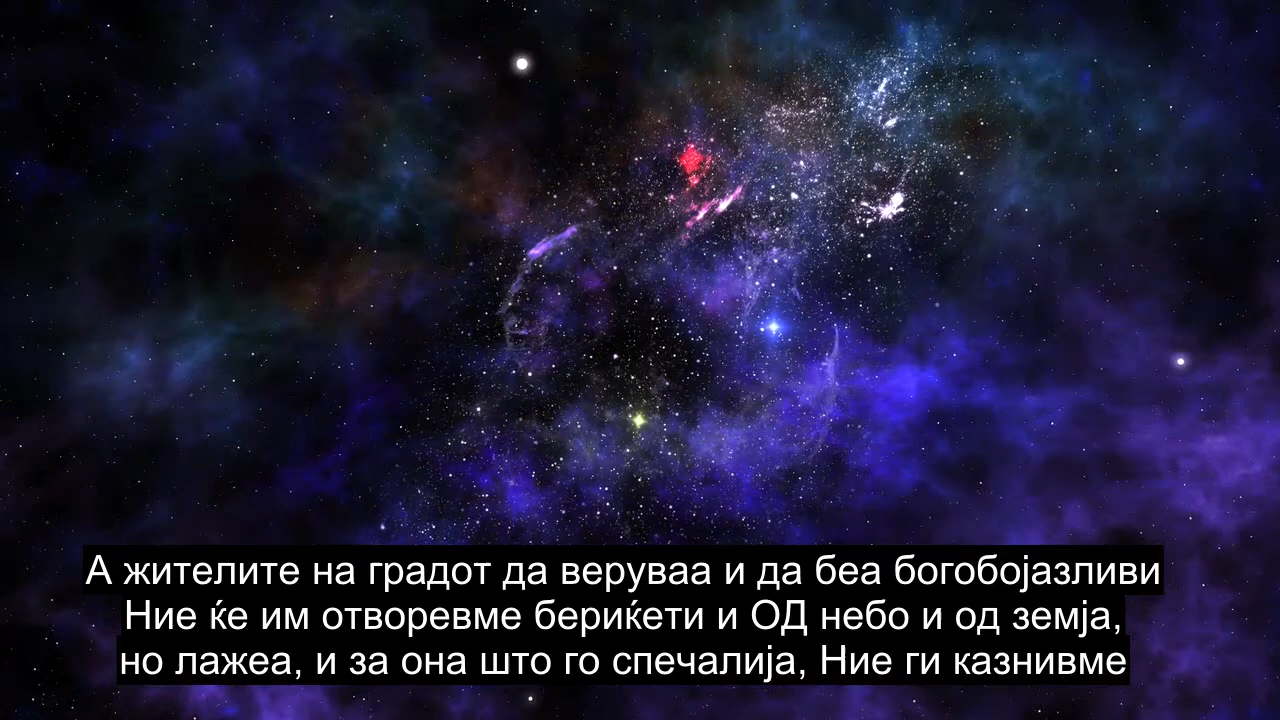 А жителите на градот да веруваа и да беа богобојазливи
Ние ќе им отворевме бериќети и ОД небо и од земја,
но лажеа, и за она што го спечалија, Ние ги казнивме